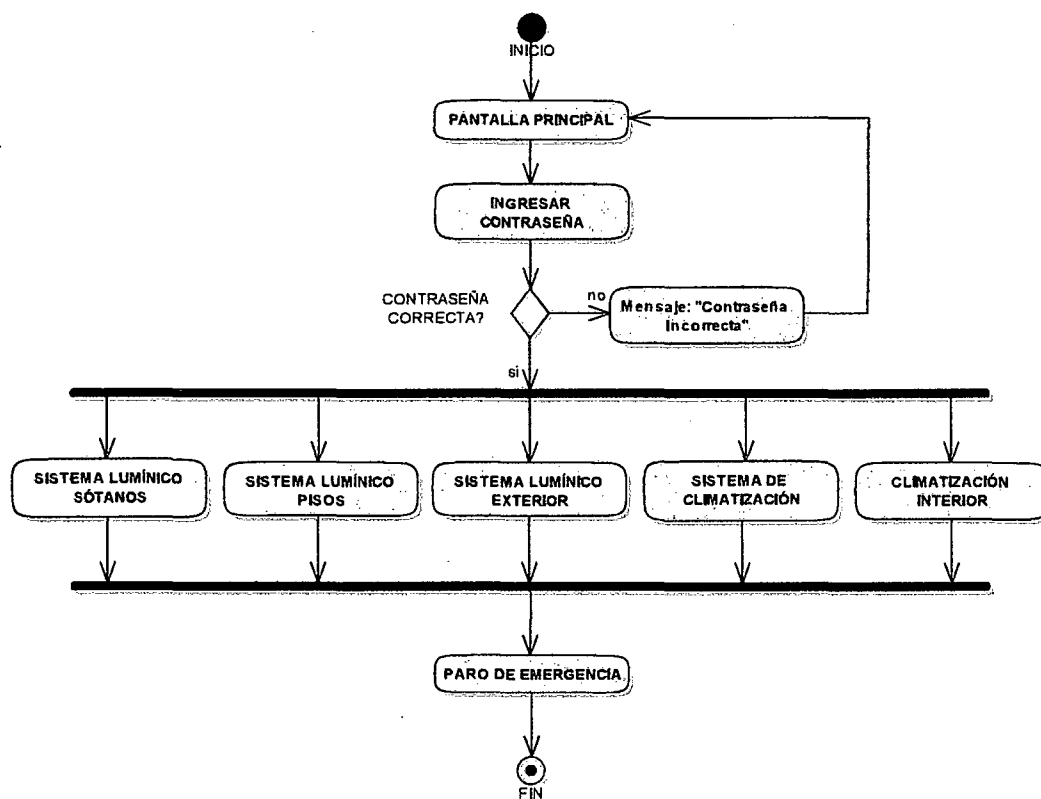 INICIO
PANTALLA PRINCIPAL
INGRESAR
CONTRASEÑA
CONTRASEÑA
CORRECTA?
no
Mensaje: "Contraseña
Incorrecta"
si
SISTEMA LUMÍNICO
SÓTANOS
SISTEMA LUMÍNICO
PISOS
SISTEMA LUMÍNICO
EXTERIOR
SISTEMA DE
CLIMATIZACIÓN
CLIMATIZACIÓN
INTERIOR
PARO DE EMERGENCIA
FIN